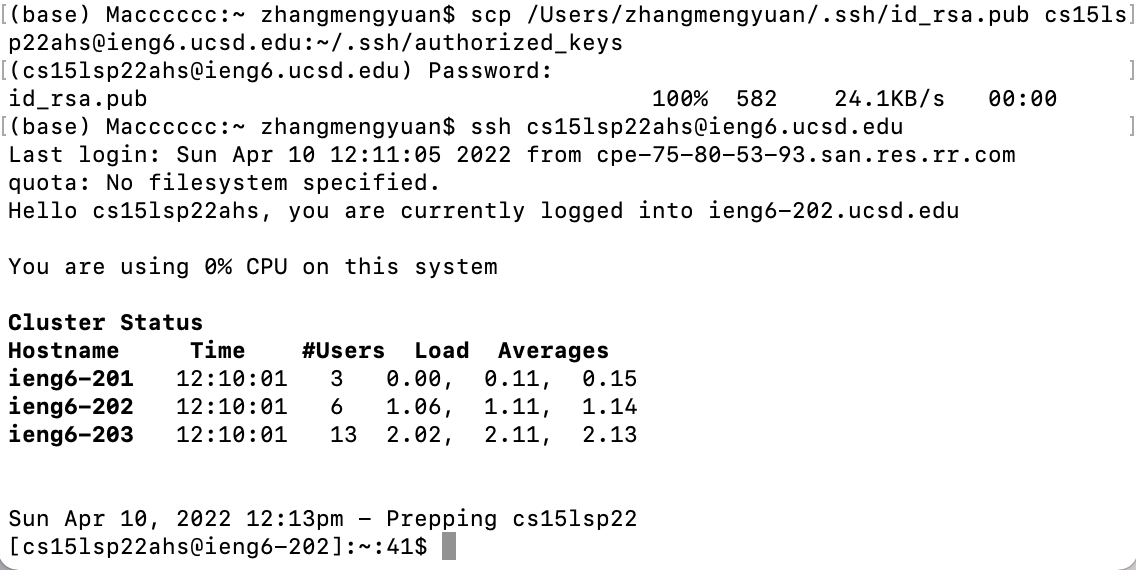 [(base) Macccccc:~ zhangmengyuan$ scp /Users/zhangmengyuan/.ssh/id_rsa.pub cs15ls]
p22ahs@ieng6.ucsd.edu:~/.ssh/authorized_keys
[(cs15lsp22ahs@ieng6.ucsd.edu) Password: ]
id_rsa.pub 100% 582 24.1KB/s 00:00
[(base) Macccccc:~ zhangmengyuan$ ssh cs15lsp22ahs@ieng6.ucsd.edu ]
Last login: Sun Apr 10 12:11:05 2022 from cpe-75-80-53-93.san.res.rr.com
quota: No filesystem specified.
Hello cs15lsp22ahs, you are currently logged into ieng6-202.ucsd.edu
You are using 0% CPU on this system
Cluster Status
Hostname Time #Users Load Averages
ieng6-201 12:10:01 3 0.00, 0.11, 0.15
ieng6-202 12:10:01 6 1.06, 1.11, 1.14
ieng6-203 12:10:01 13 2.02, 2.11, 2.13
Sun Apr 10, 2022 12:13pm - Prepping cs15lsp22
[cs15lsp22ahs@ieng6-202]:~:41$